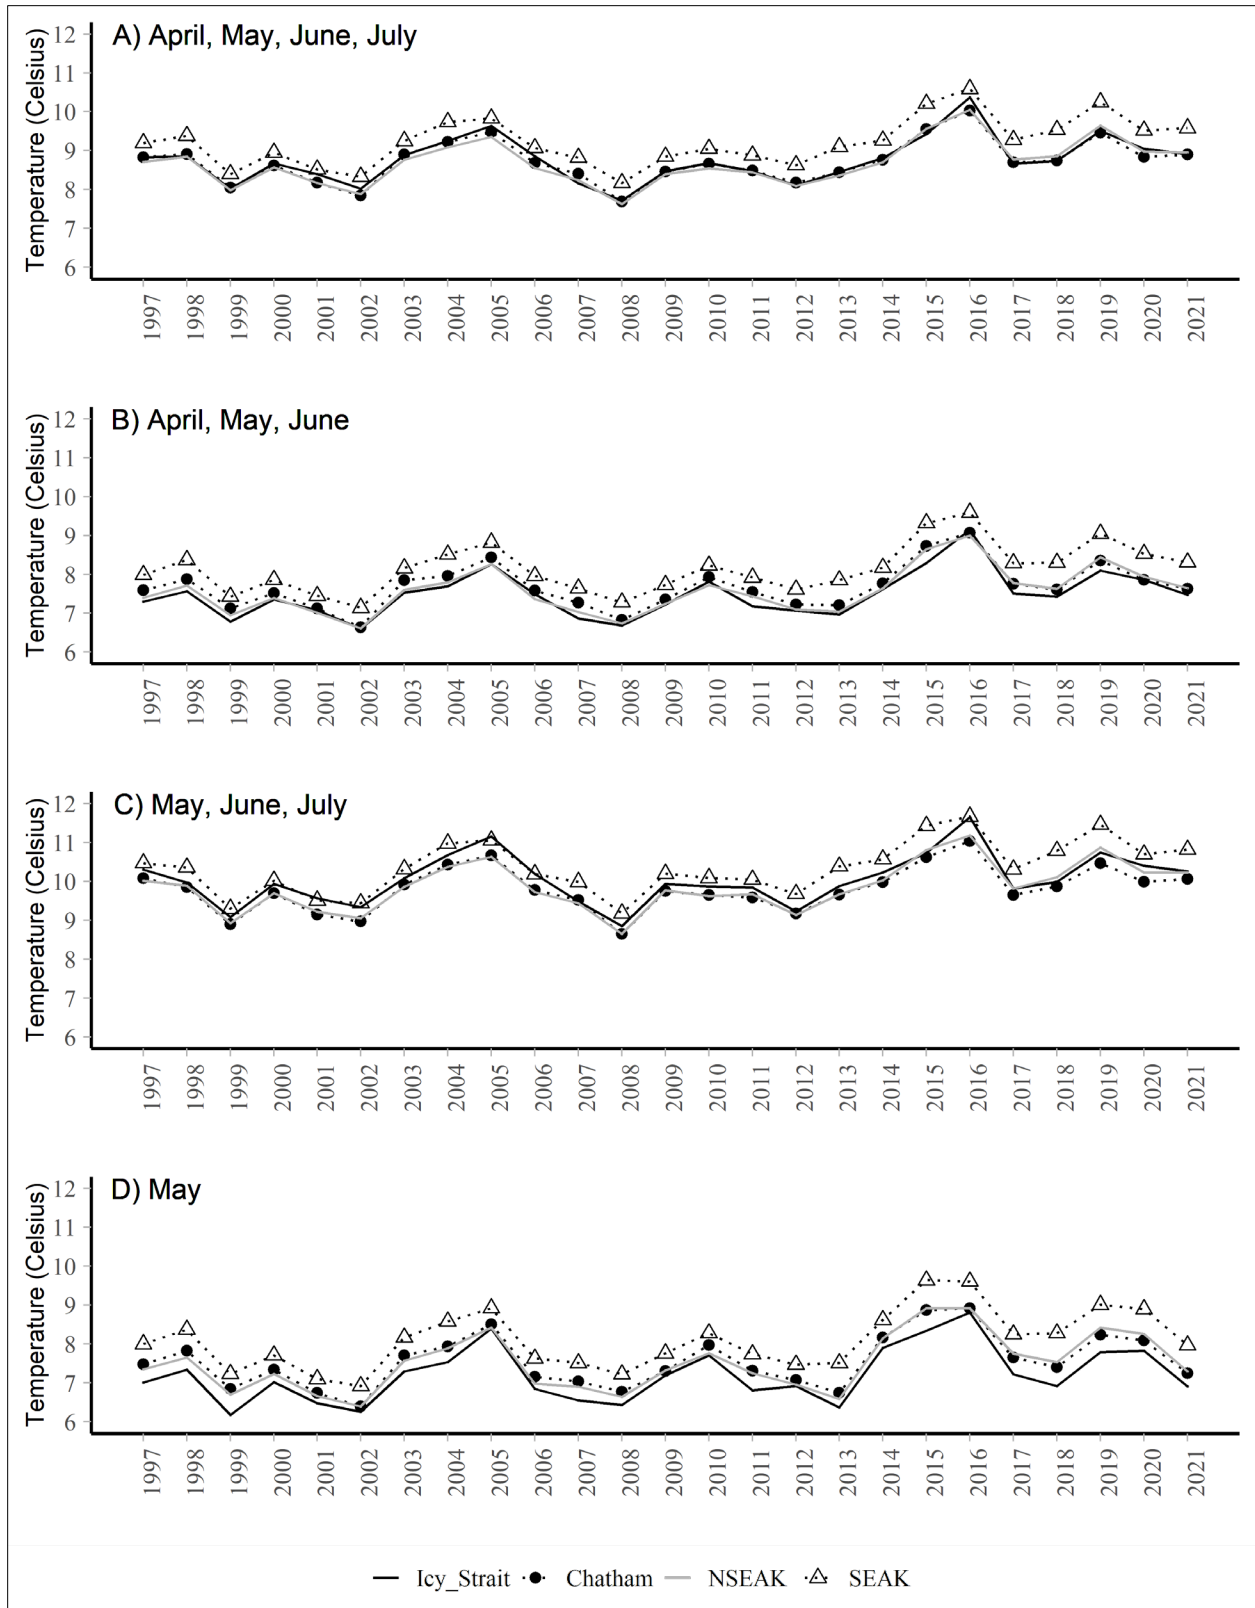 A) April, May, June, July
Temperature (Celsius)
12
11
10
9
8
7
6
1997 1998 1999 2000 2001 2002 2003 2004 2005 2006 2007 2008 2009 2010 2011 2012 2013 2014 2015 2016 2017 2018 2019 2020 2021
B) April, May, June
Temperature (Celsius)
12
11
10
9
8
7
6
1997 1998 1999 2000 2001 2002 2003 2004 2005 2006 2007 2008 2009 2010 2011 2012 2013 2014 2015 2016 2017 2018 2019 2020 2021
C) May, June, July
Temperature (Celsius)
12
11
10
9
8
7
6
1997 1998 1999 2000 2001 2002 2003 2004 2005 2006 2007 2008 2009 2010 2011 2012 2013 2014 2015 2016 2017 2018 2019 2020 2021
D) May
Temperature (Celsius)
12
11
10
9
8
7
6
1997 1998 1999 2000 2001 2002 2003 2004 2005 2006 2007 2008 2009 2010 2011 2012 2013 2014 2015 2016 2017 2018 2019 2020 2021
Icy_Strait Chatham NSEAK SEAK